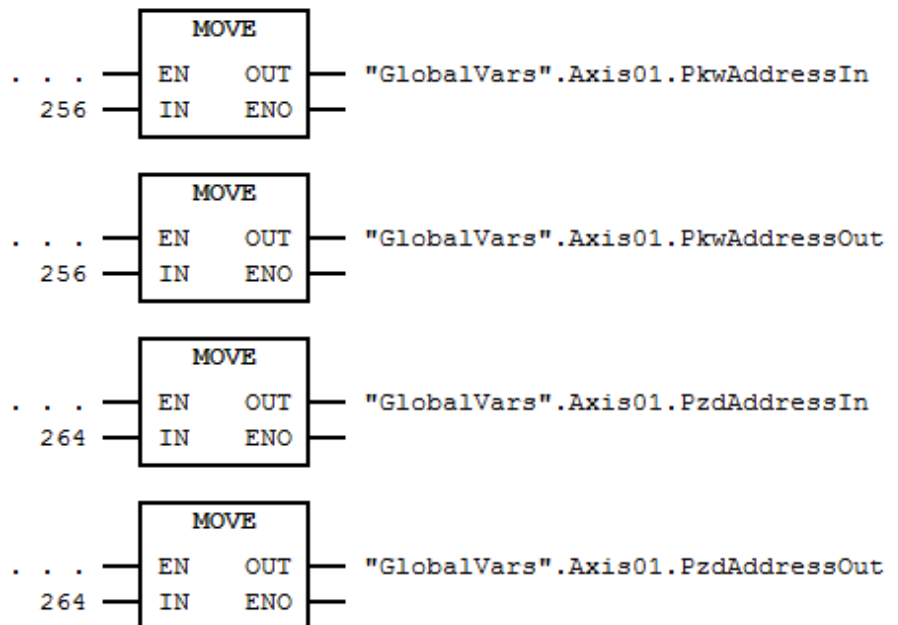 MOVE
. . . EN OUT "GlobalVars".Axis01.PkwAddressIn
256 IN ENO
MOVE
. . . EN OUT "GlobalVars".Axis01.PkwAddressOut
256 IN ENO
MOVE
. . . EN OUT "GlobalVars".Axis01.PzdAddressIn
264 IN ENO
MOVE
. . . EN OUT "GlobalVars".Axis01.PzdAddressOut
264 IN ENO